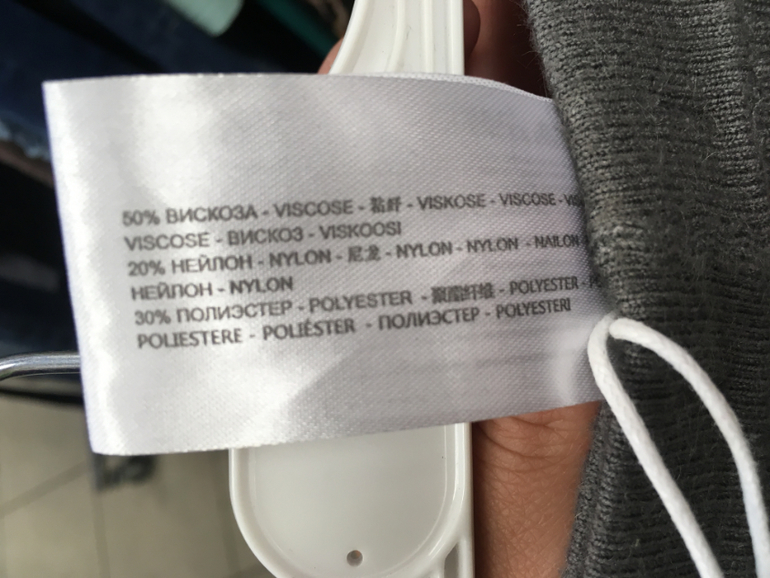 50% ВИСКОЗА - VISCOSE - 粘纤 - VISKOSE - VISCOSE -
VISCOSE - ВИСКОЗ - VISKOOSI
20% НЕЙЛОН - NYLON - 尼龙 - NYLON - NYLON - NAILON
НЕЙЛОН - NYLON
30% ПОЛИЭСТЕР - POLYESTER - 聚酯纤维 - POLYESTER -
POLIESTERE - POLIÉSTER - ПОЛИЭСТЕР - POLYESTERI